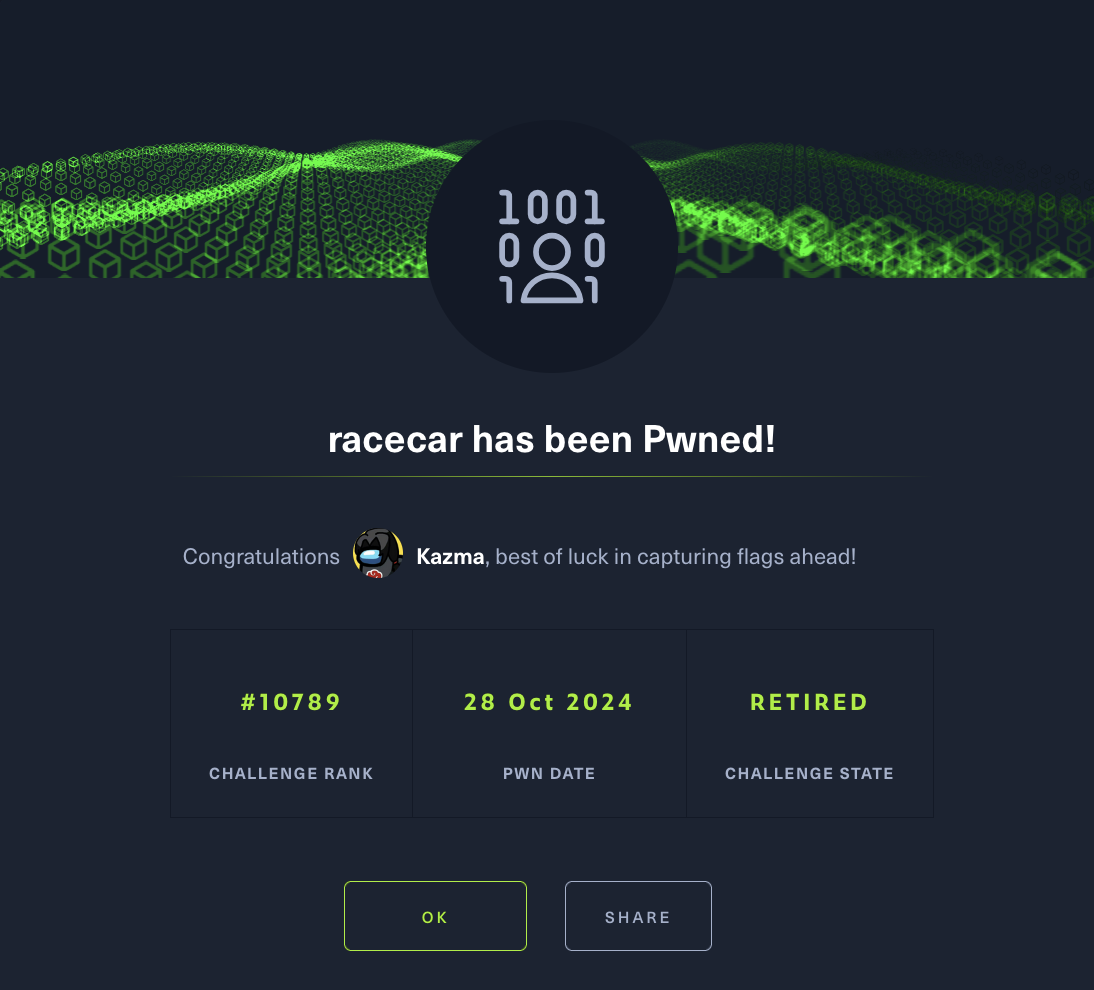 1001
0 0
1 1
racecar has been Pwned!
Congratulations Kazma, best of luck in capturing flags ahead!
#10789 28 Oct 2024 RETIRED
CHALLENGE RANK PWN DATE CHALLENGE STATE
OK SHARE